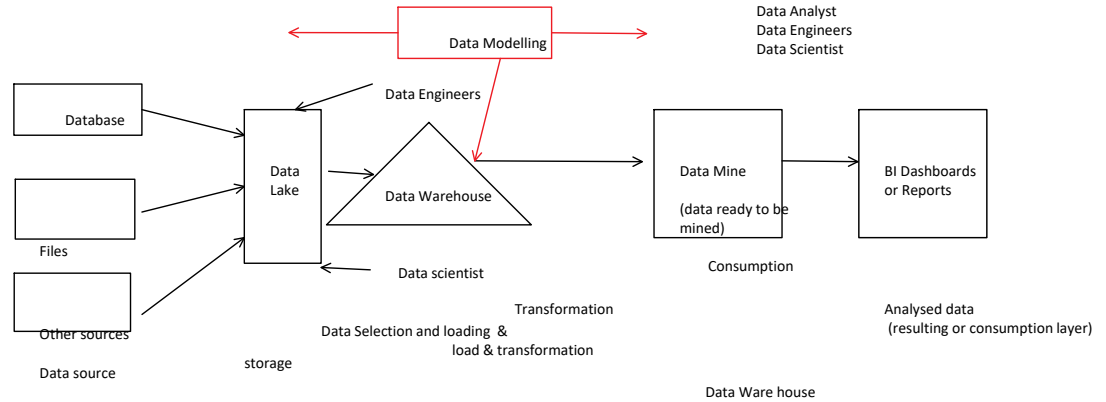 Data Modelling
Data Analyst
Data Engineers
Data Scientist
Data Engineers
Database
Data
Lake
Data Warehouse
Data Mine
(data ready to be
mined)
BI Dashboards
or Reports
Files
Data scientist
Consumption
Transformation
Analysed data
(resulting or consumption layer)
Other sources
Data Selection and loading &
load & transformation
storage
Data source
Data Ware house